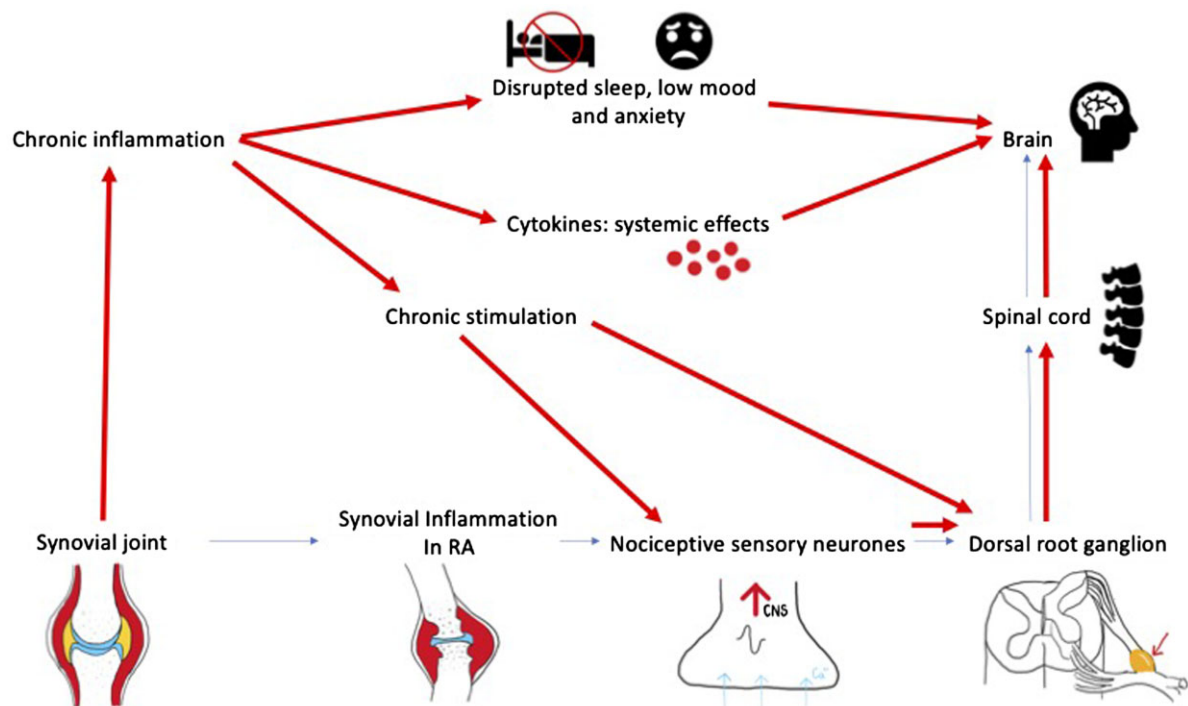 Disrupted sleep, low mood
and anxiety
Chronic inflammation
Brain
Cytokines: systemic effects
Chronic stimulation
Spinal cord
Synovial joint
Synovial Inflammation
In RA
Nociceptive sensory neurones
Dorsal root ganglion
CNS